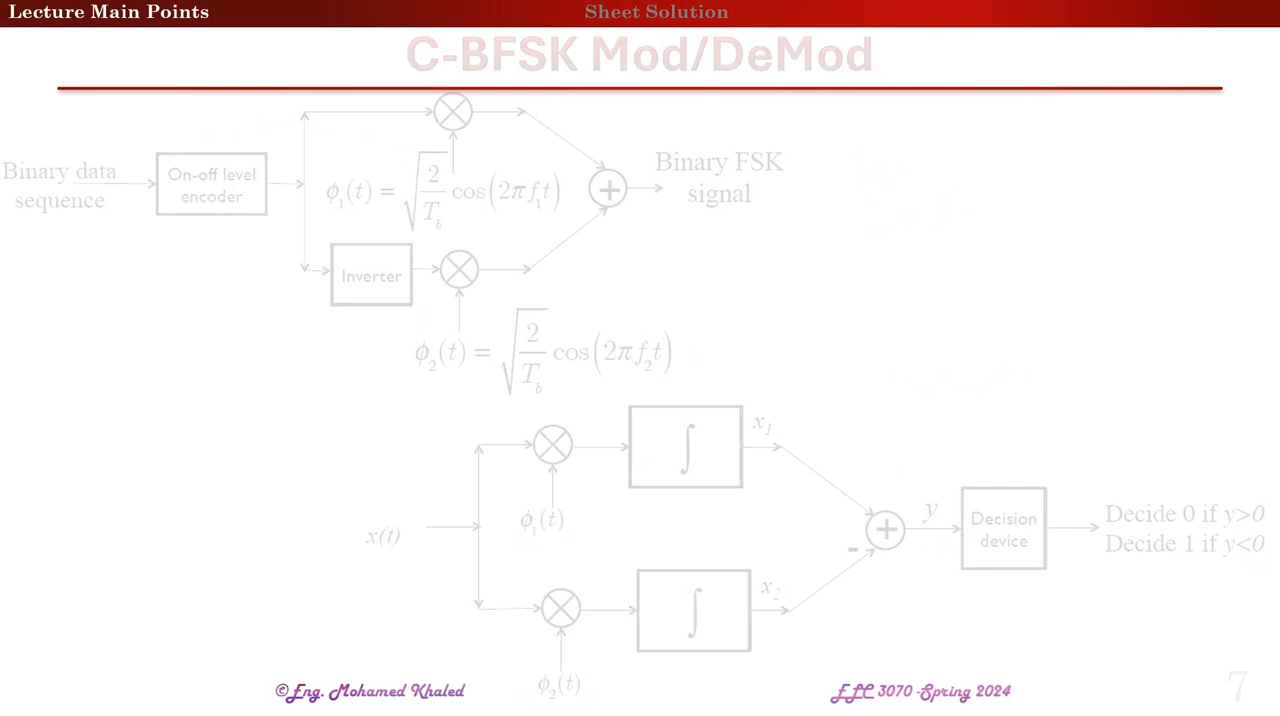 Lecture Main Points
Sheet Solution
C-BFSK Mod/DeMod
Binary data
sequence
On-off level
encoder
ϕ₁(t) = √(2/T_b) cos(2πf₁t)
Binary FSK
signal
Inverter
ϕ₂(t) = √(2/T_b) cos(2πf₂t)
∫
x₁
x(t)
ϕ₁(t)
y
Decision
device
Decide 0 if y>0
Decide 1 if y<0
-
∫
x₂
ϕ₂(t)
©Eng. Mohamed Khaled
ELC 3070 -Spring 2024
7